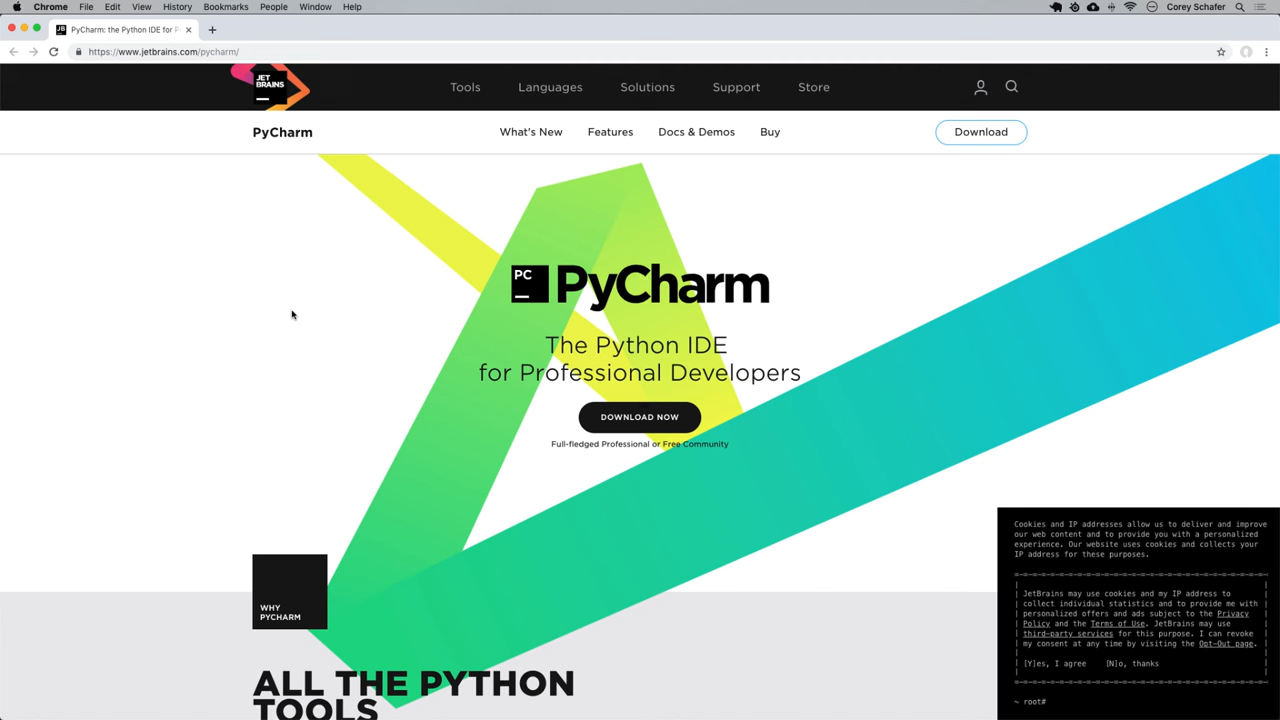 Chrome File Edit View History Bookmarks People Window Help Corey Schafer
JB PyCharm: the Python IDE for P
https://www.jetbrains.com/pycharm/
JET
BRAINS
Tools Languages Solutions Support Store
PyCharm What's New Features Docs & Demos Buy Download
PC PyCharm
The Python IDE
for Professional Developers
DOWNLOAD NOW
Full-fledged Professional or Free Community
WHY
PYCHARM
ALL THE PYTHON
TOOLS
Cookies and IP addresses allow us to deliver and improve
our web content and to provide you with a personalized
experience. Our website uses cookies and collects your
IP address for these purposes.
JetBrains may use cookies and my IP address to
collect individual statistics and to provide me with
personalized offers and ads subject to the Privacy
Policy and the Terms of Use. JetBrains may use
third-party services for this purpose. I can revoke
my consent at any time by visiting the Opt-Out page.
[Y]es, I agree [N]o, thanks
~ root#